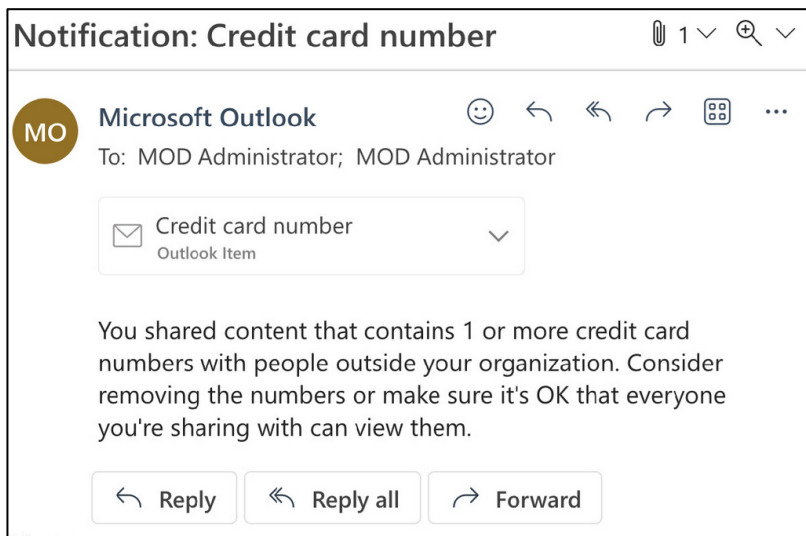 Notification: Credit card number
1
MO
Microsoft Outlook
To: MOD Administrator; MOD Administrator
Credit card number
Outlook Item
You shared content that contains 1 or more credit card
numbers with people outside your organization. Consider
removing the numbers or make sure it's OK that everyone
you're sharing with can view them.
Reply
Reply all
Forward